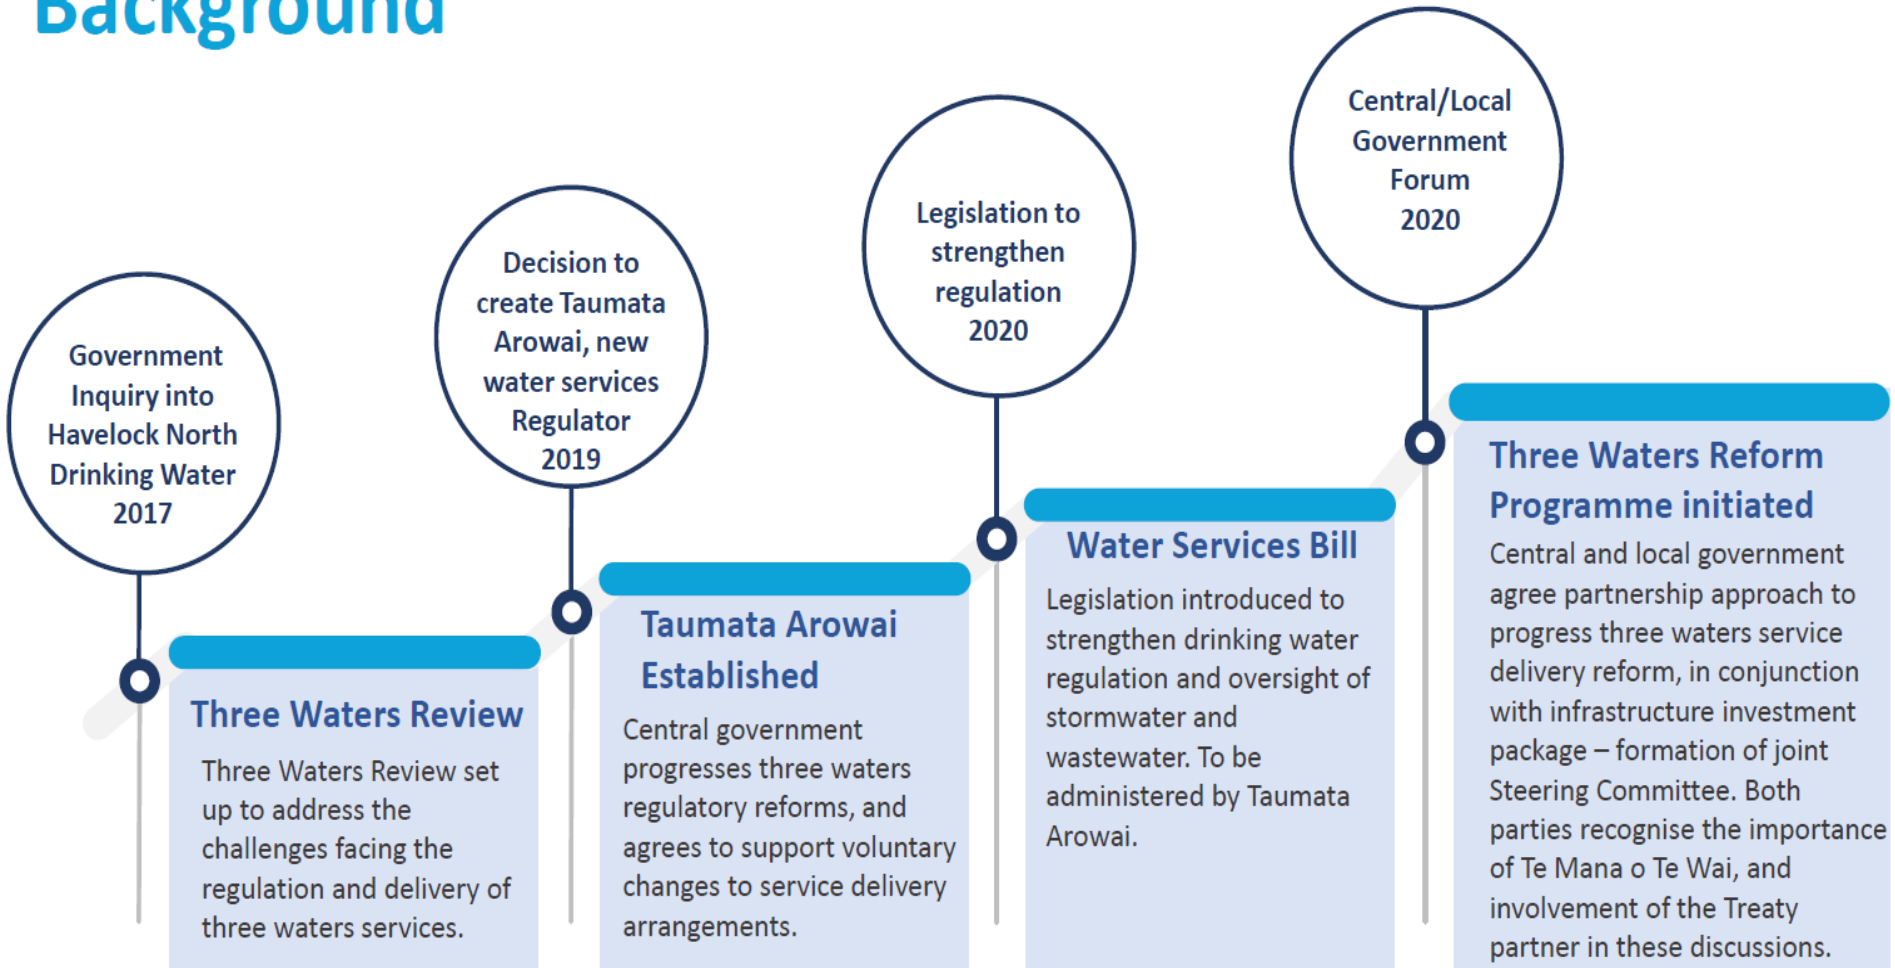 Background
Government
Inquiry into
Havelock North
Drinking Water
2017
Three Waters Review
Three Waters Review set
up to address the
challenges facing the
regulation and delivery of
three waters services.
Decision to
create Taumata
Arowai, new
water services
Regulator
2019
Taumata Arowai
Established
Central government
progresses three waters
regulatory reforms, and
agrees to support voluntary
changes to service delivery
arrangements.
Legislation to
strengthen
regulation
2020
Water Services Bill
Legislation introduced to
strengthen drinking water
regulation and oversight of
stormwater and
wastewater. To be
administered by Taumata
Arowai.
Central/Local
Government
Forum
2020
Three Waters Reform
Programme initiated
Central and local government
agree partnership approach to
progress three waters service
delivery reform, in conjunction
with infrastructure investment
package – formation of joint
Steering Committee. Both
parties recognise the importance
of Te Mana o Te Wai, and
involvement of the Treaty
partner in these discussions.